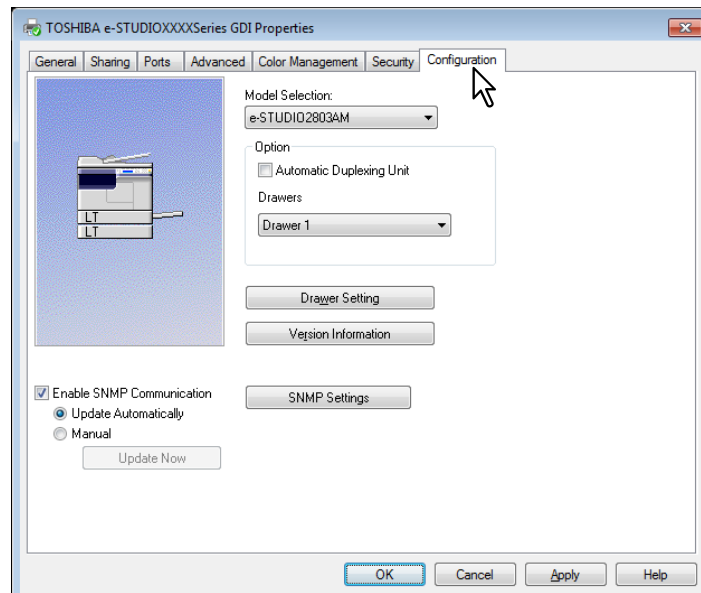 TOSHIBA e-STUDIOXXXXSeries GDI Properties
General Sharing Ports Advanced Color Management Security Configuration
Model Selection:
e-STUDIO2803AM
Option
Automatic Duplexing Unit
Drawers
Drawer 1
LT
LT
Drawer Setting
Version Information
Enable SNMP Communication
SNMP Settings
Update Automatically
Manual
Update Now
OK Cancel Apply Help